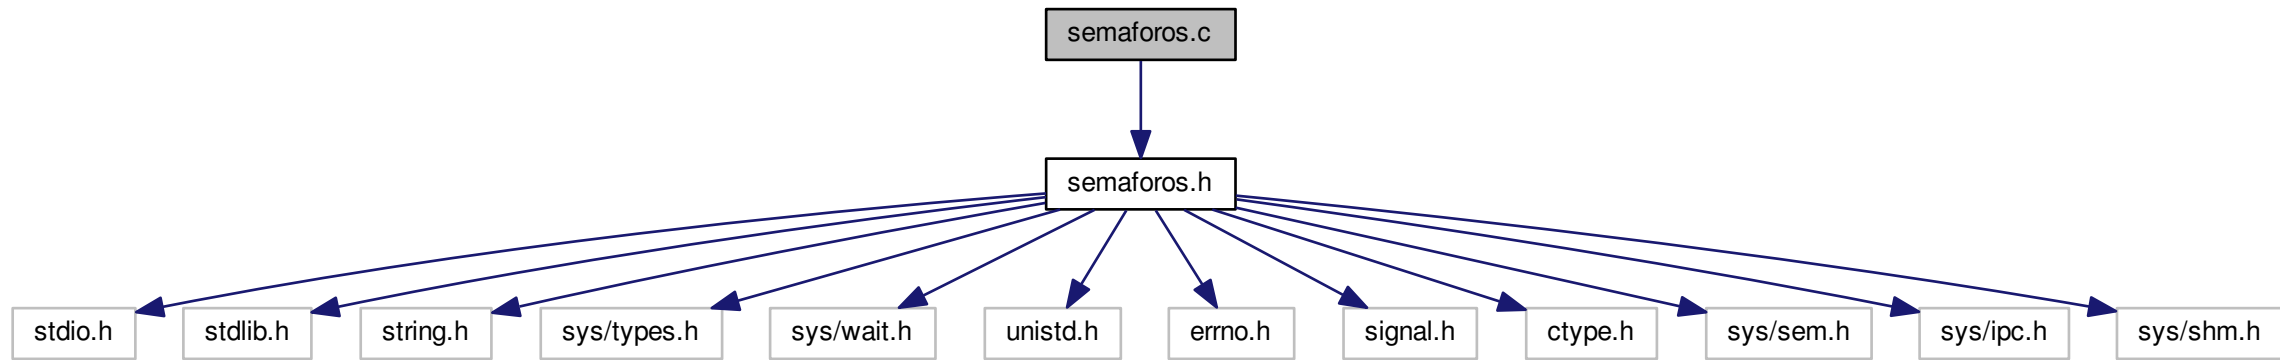 semaforos.c
semaforos.h
stdio.h
stdlib.h
string.h
sys/types.h
sys/wait.h
unistd.h
errno.h
signal.h
ctype.h
sys/sem.h
sys/ipc.h
sys/shm.h